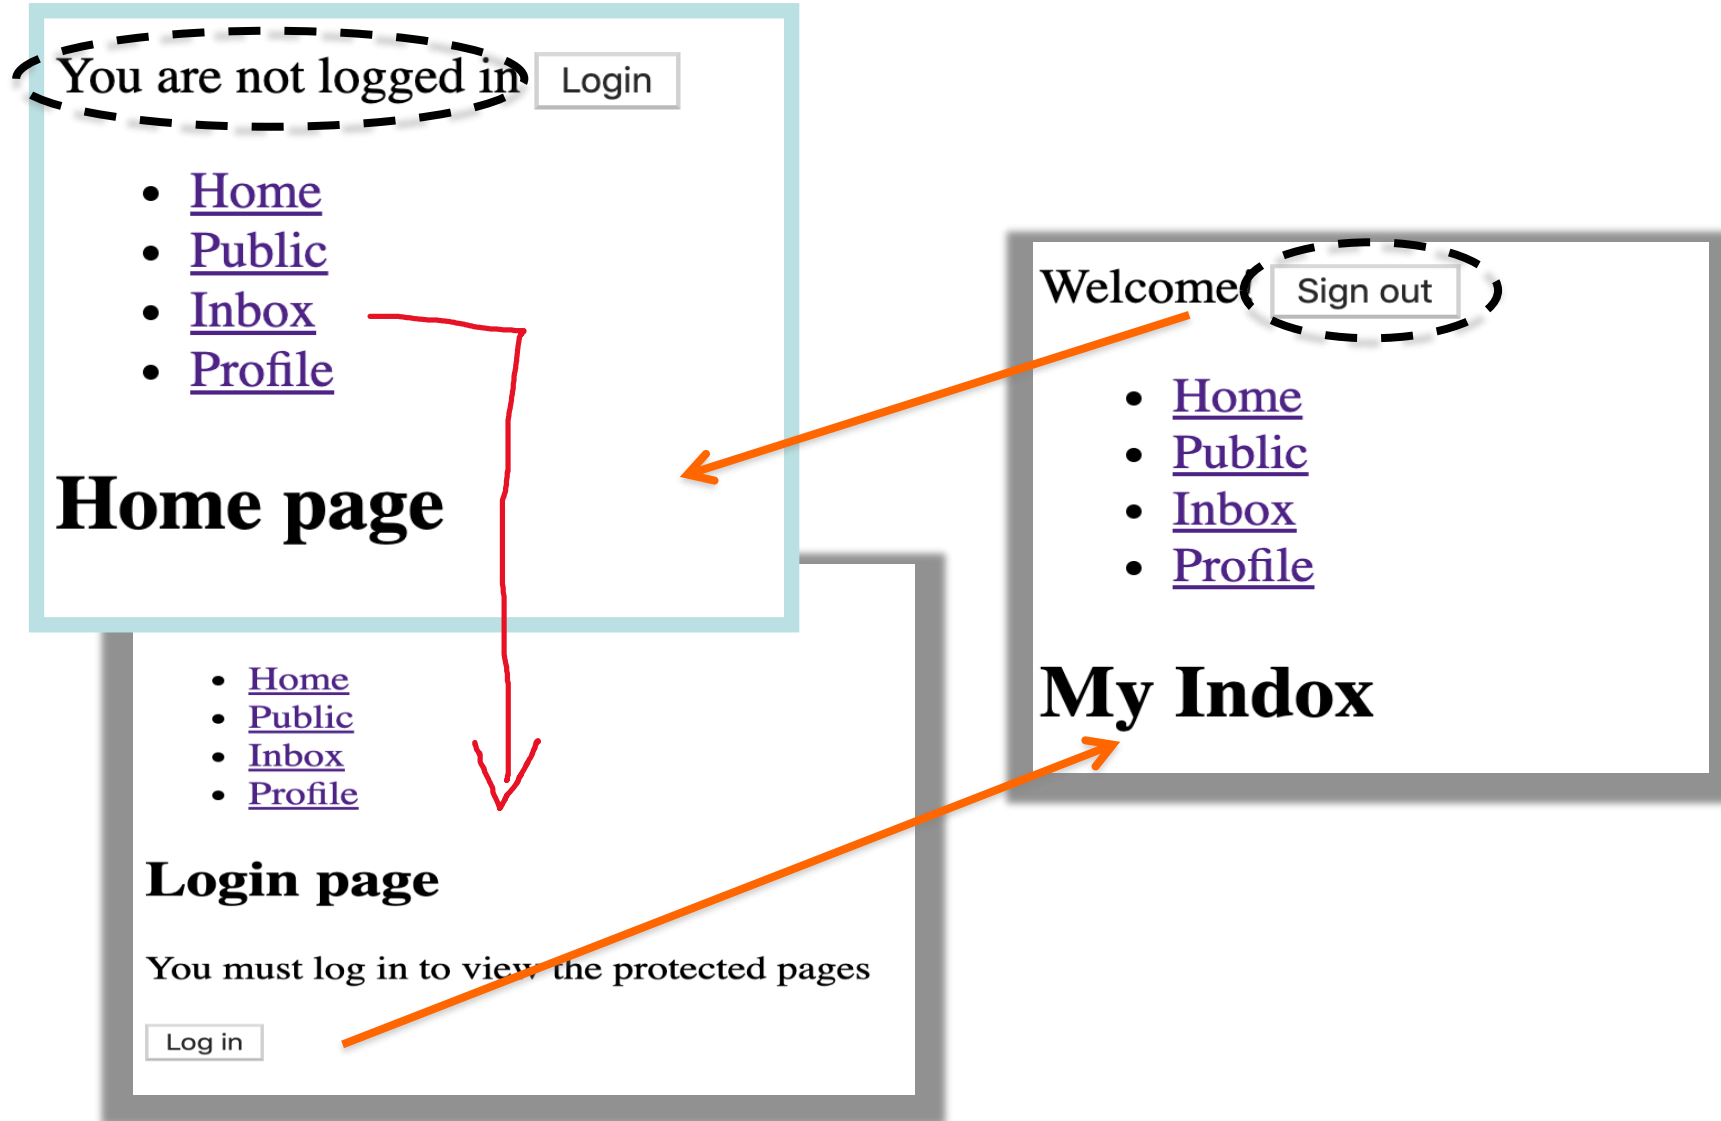 You are not logged in Login
Home
Public
Inbox
Profile
Home page
Home
Public
Inbox
Profile
Login page
You must log in to view the protected pages
Log in
Welcome! Sign out
Home
Public
Inbox
Profile
My Indox